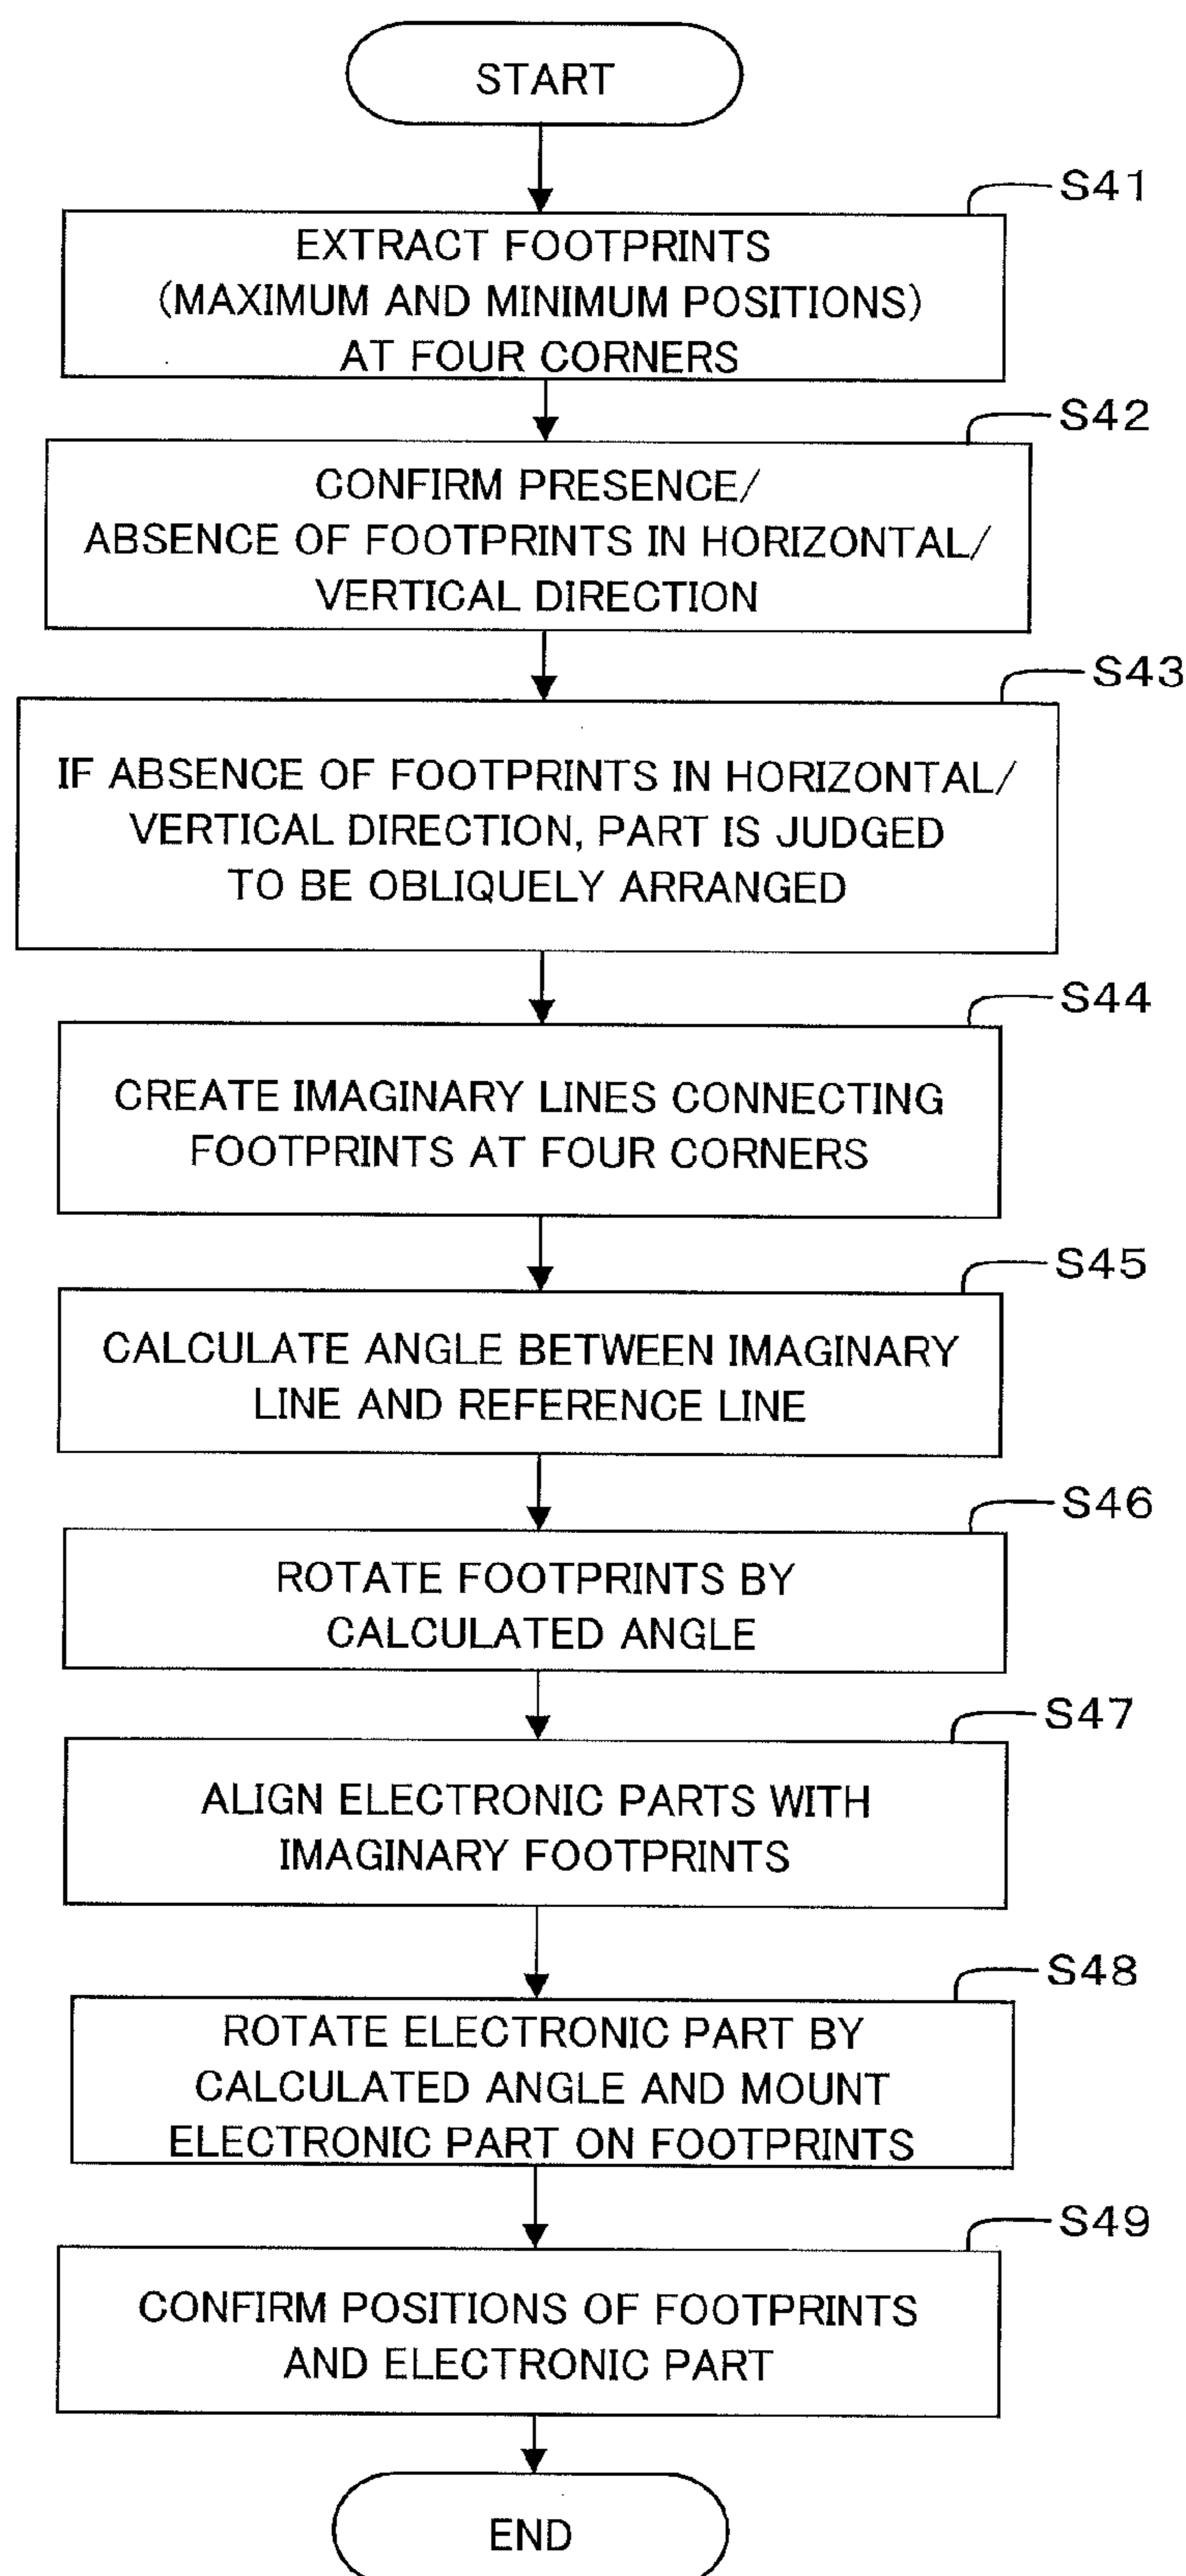 START
S41
EXTRACT FOOTPRINTS
(MAXIMUM AND MINIMUM POSITIONS)
AT FOUR CORNERS
S42
CONFIRM PRESENCE/
ABSENCE OF FOOTPRINTS IN HORIZONTAL/
VERTICAL DIRECTION
S43
IF ABSENCE OF FOOTPRINTS IN HORIZONTAL/
VERTICAL DIRECTION, PART IS JUDGED
TO BE OBLIQUELY ARRANGED
S44
CREATE IMAGINARY LINES CONNECTING
FOOTPRINTS AT FOUR CORNERS
S45
CALCULATE ANGLE BETWEEN IMAGINARY
LINE AND REFERENCE LINE
S46
ROTATE FOOTPRINTS BY
CALCULATED ANGLE
S47
ALIGN ELECTRONIC PARTS WITH
IMAGINARY FOOTPRINTS
S48
ROTATE ELECTRONIC PART BY
CALCULATED ANGLE AND MOUNT
ELECTRONIC PART ON FOOTPRINTS
S49
CONFIRM POSITIONS OF FOOTPRINTS
AND ELECTRONIC PART
END